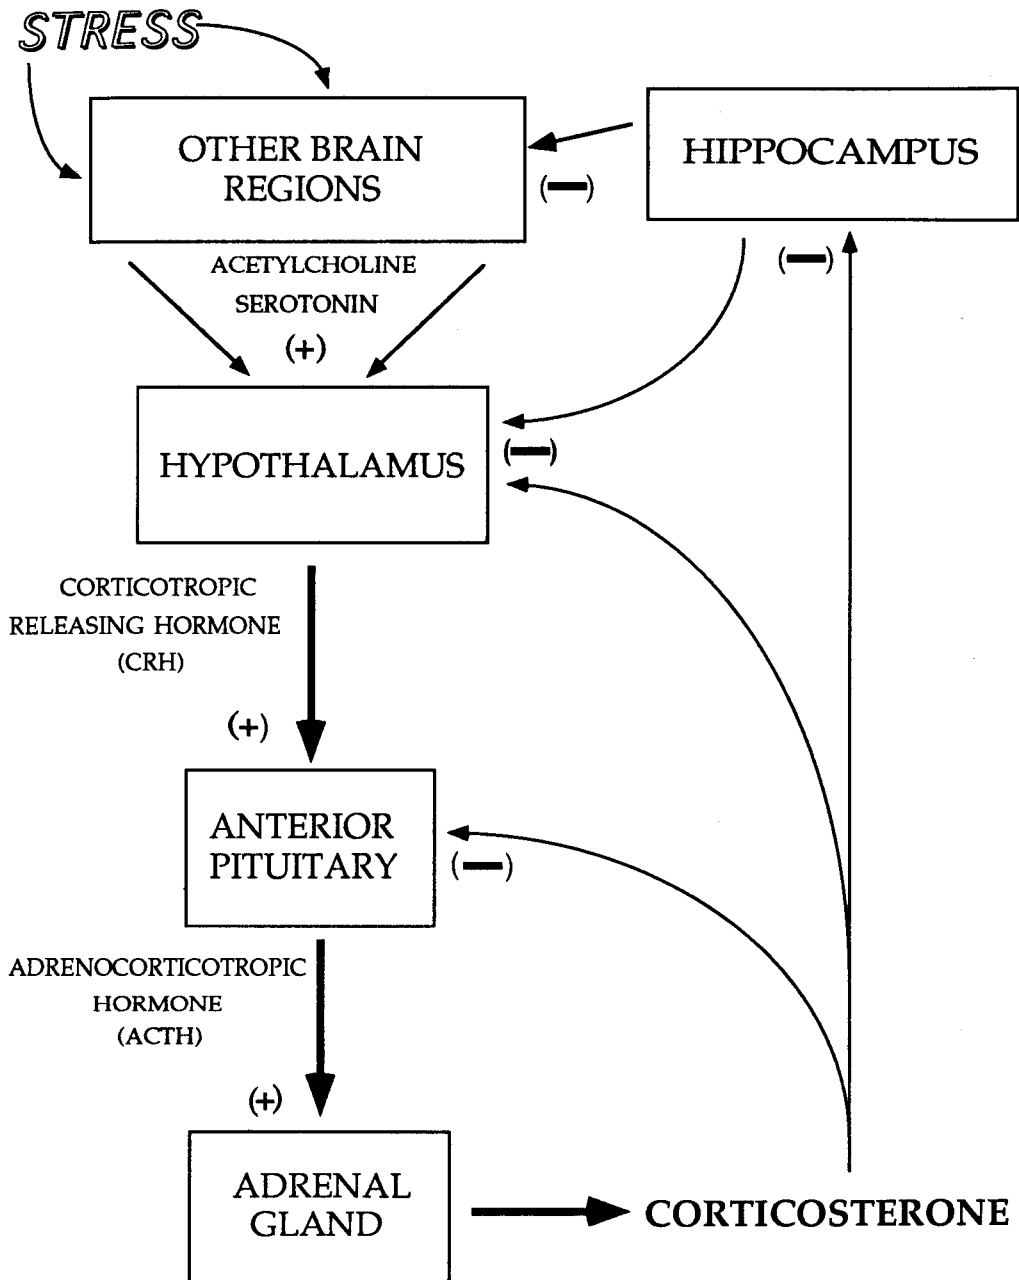 STRESS
OTHER BRAIN
REGIONS
HIPPOCAMPUS
(—)
(—)
ACETYLCHOLINE
SEROTONIN
(+)
HYPOTHALAMUS
(—)
CORTICOTROPIC
RELEASING HORMONE
(CRH)
(+)
ANTERIOR
PITUITARY
(—)
ADRENOCORTICOTROPIC
HORMONE
(ACTH)
(+)
ADRENAL
GLAND
CORTICOSTERONE